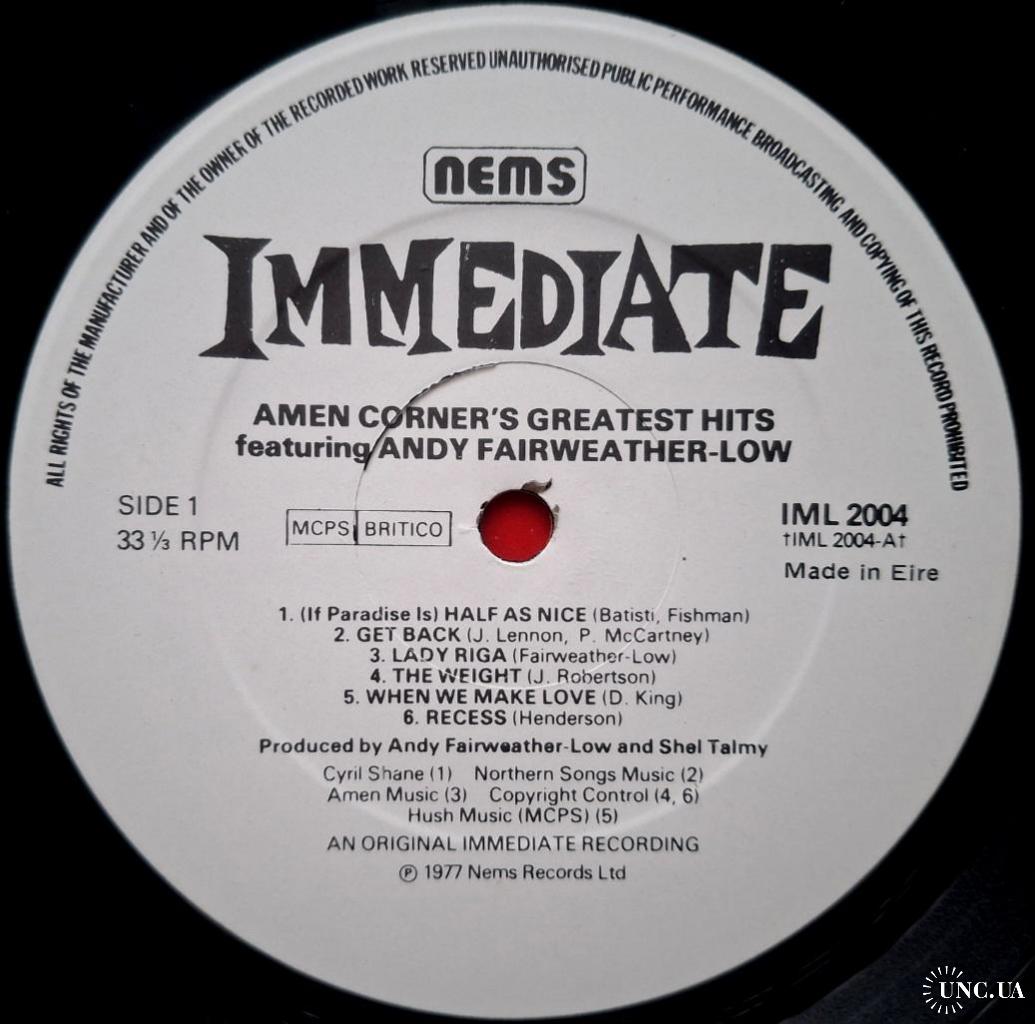 ALL RIGHTS OF THE MANUFACTURER AND OF THE OWNER OF THE RECORDED WORK RESERVED UNAUTHORISED PUBLIC PERFORMANCE BROADCASTING AND COPYING OF THIS RECORD PROHIBITED
nems
IMMEDIATE
AMEN CORNER'S GREATEST HITS
featuring ANDY FAIRWEATHER-LOW
SIDE 1
33 ⅓ RPM
MCPS BRITICO
IML 2004
†IML 2004-A†
Made in Eire
1. (If Paradise Is) HALF AS NICE (Batisti, Fishman)
2. GET BACK (J. Lennon, P. McCartney)
3. LADY RIGA (Fairweather-Low)
4. THE WEIGHT (J. Robertson)
5. WHEN WE MAKE LOVE (D. King)
6. RECESS (Henderson)
Produced by Andy Fairweather-Low and Shel Talmy
Cyril Shane (1) Northern Songs Music (2)
Amen Music (3) Copyright Control (4, 6)
Hush Music (MCPS) (5)
AN ORIGINAL IMMEDIATE RECORDING
℗ 1977 Nems Records Ltd
UNC.UA